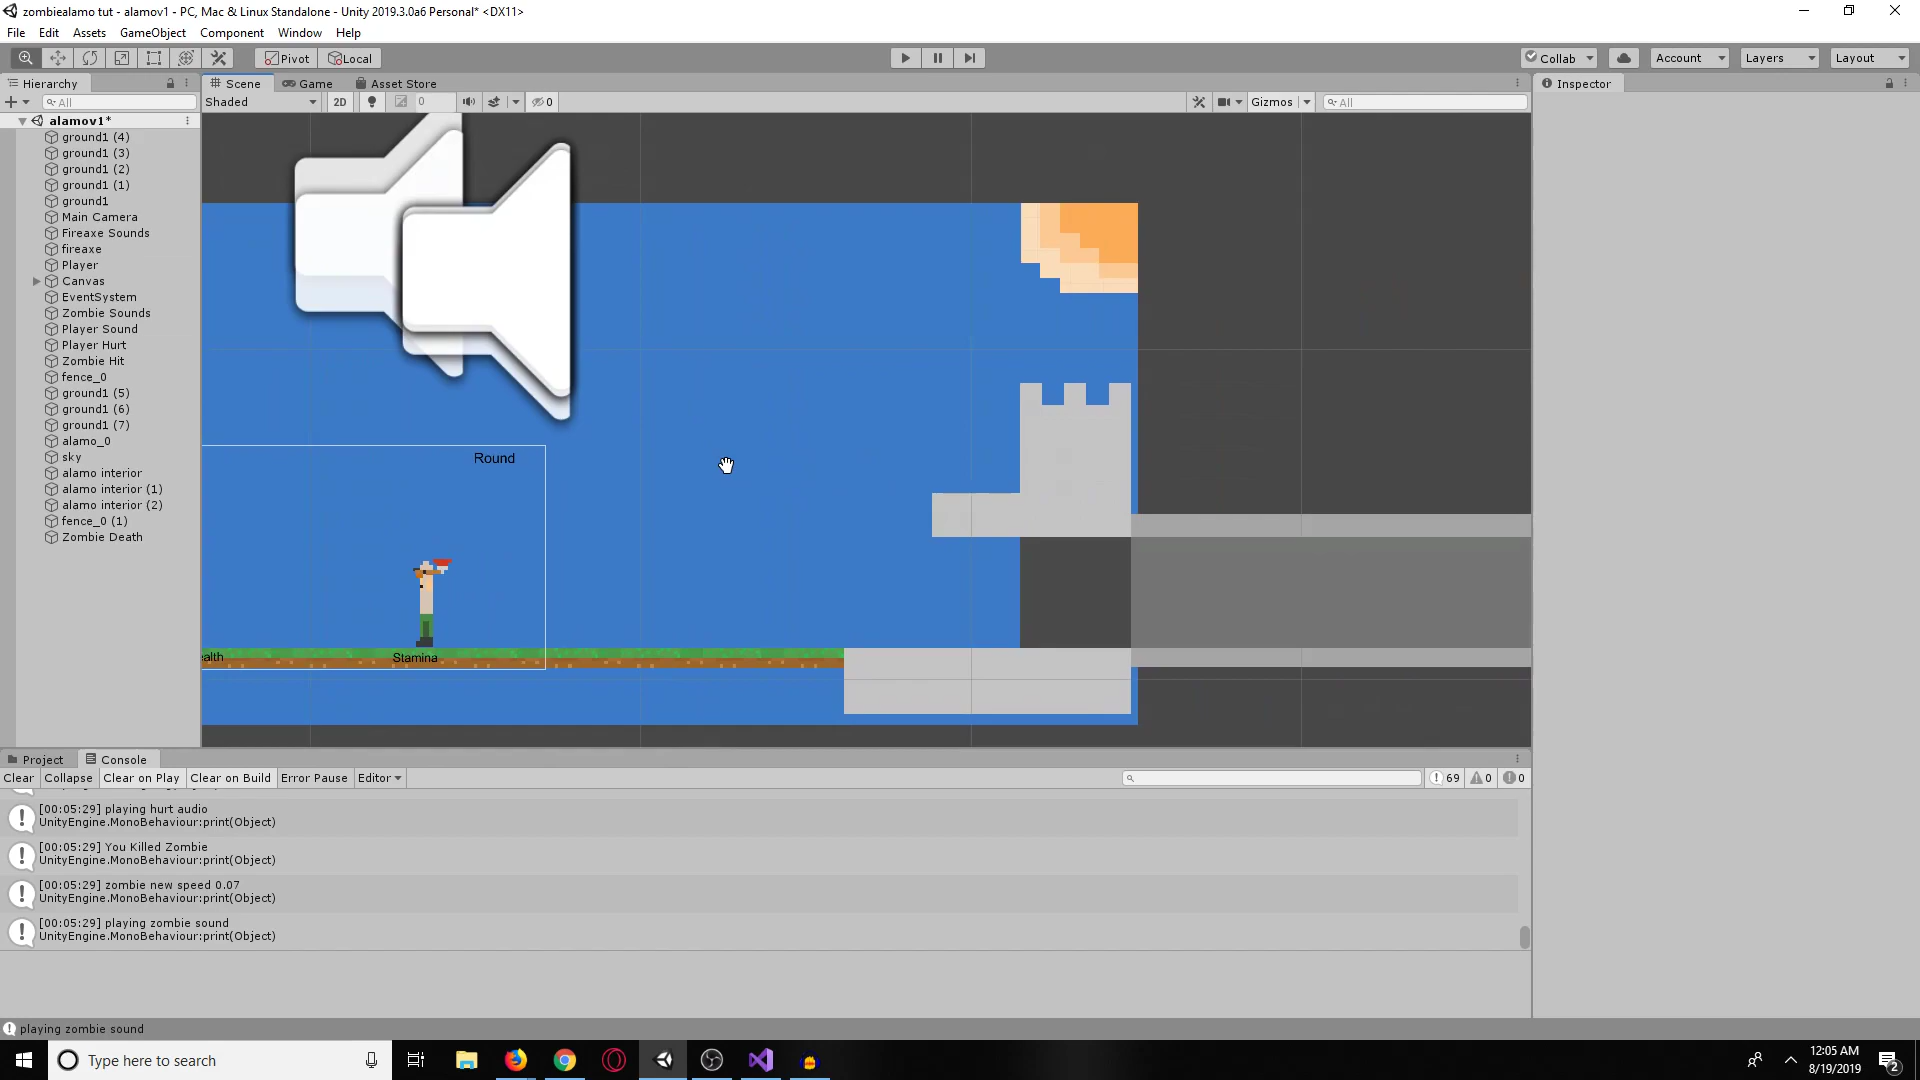 zombiealamo tut - alamov1 - PC, Mac & Linux Standalone - Unity 2019.3.0a6 Personal* <DX11>
File Edit Assets GameObject Component Window Help
Pivot Local Collab Account Layers Layout
Hierarchy Scene Game Asset Store Inspector
All Shaded 2D 0 0 Gizmos All
alamov1*
ground1 (4)
ground1 (3)
ground1 (2)
ground1 (1)
ground1
Main Camera
Fireaxe Sounds
fireaxe
Player
Canvas
EventSystem
Zombie Sounds
Player Sound
Player Hurt
Zombie Hit
fence_0
ground1 (5)
ground1 (6)
ground1 (7)
alamo_0
sky
alamo interior
alamo interior (1)
alamo interior (2)
fence_0 (1)
Zombie Death
Round
ealth Stamina
Project Console
Clear Collapse Clear on Play Clear on Build Error Pause Editor 69 0 0
[00:05:29] playing hurt audio
UnityEngine.MonoBehaviour:print(Object)
[00:05:29] You Killed Zombie
UnityEngine.MonoBehaviour:print(Object)
[00:05:29] zombie new speed 0.07
UnityEngine.MonoBehaviour:print(Object)
[00:05:29] playing zombie sound
UnityEngine.MonoBehaviour:print(Object)
playing zombie sound
Type here to search
12:05 AM
8/19/2019
2